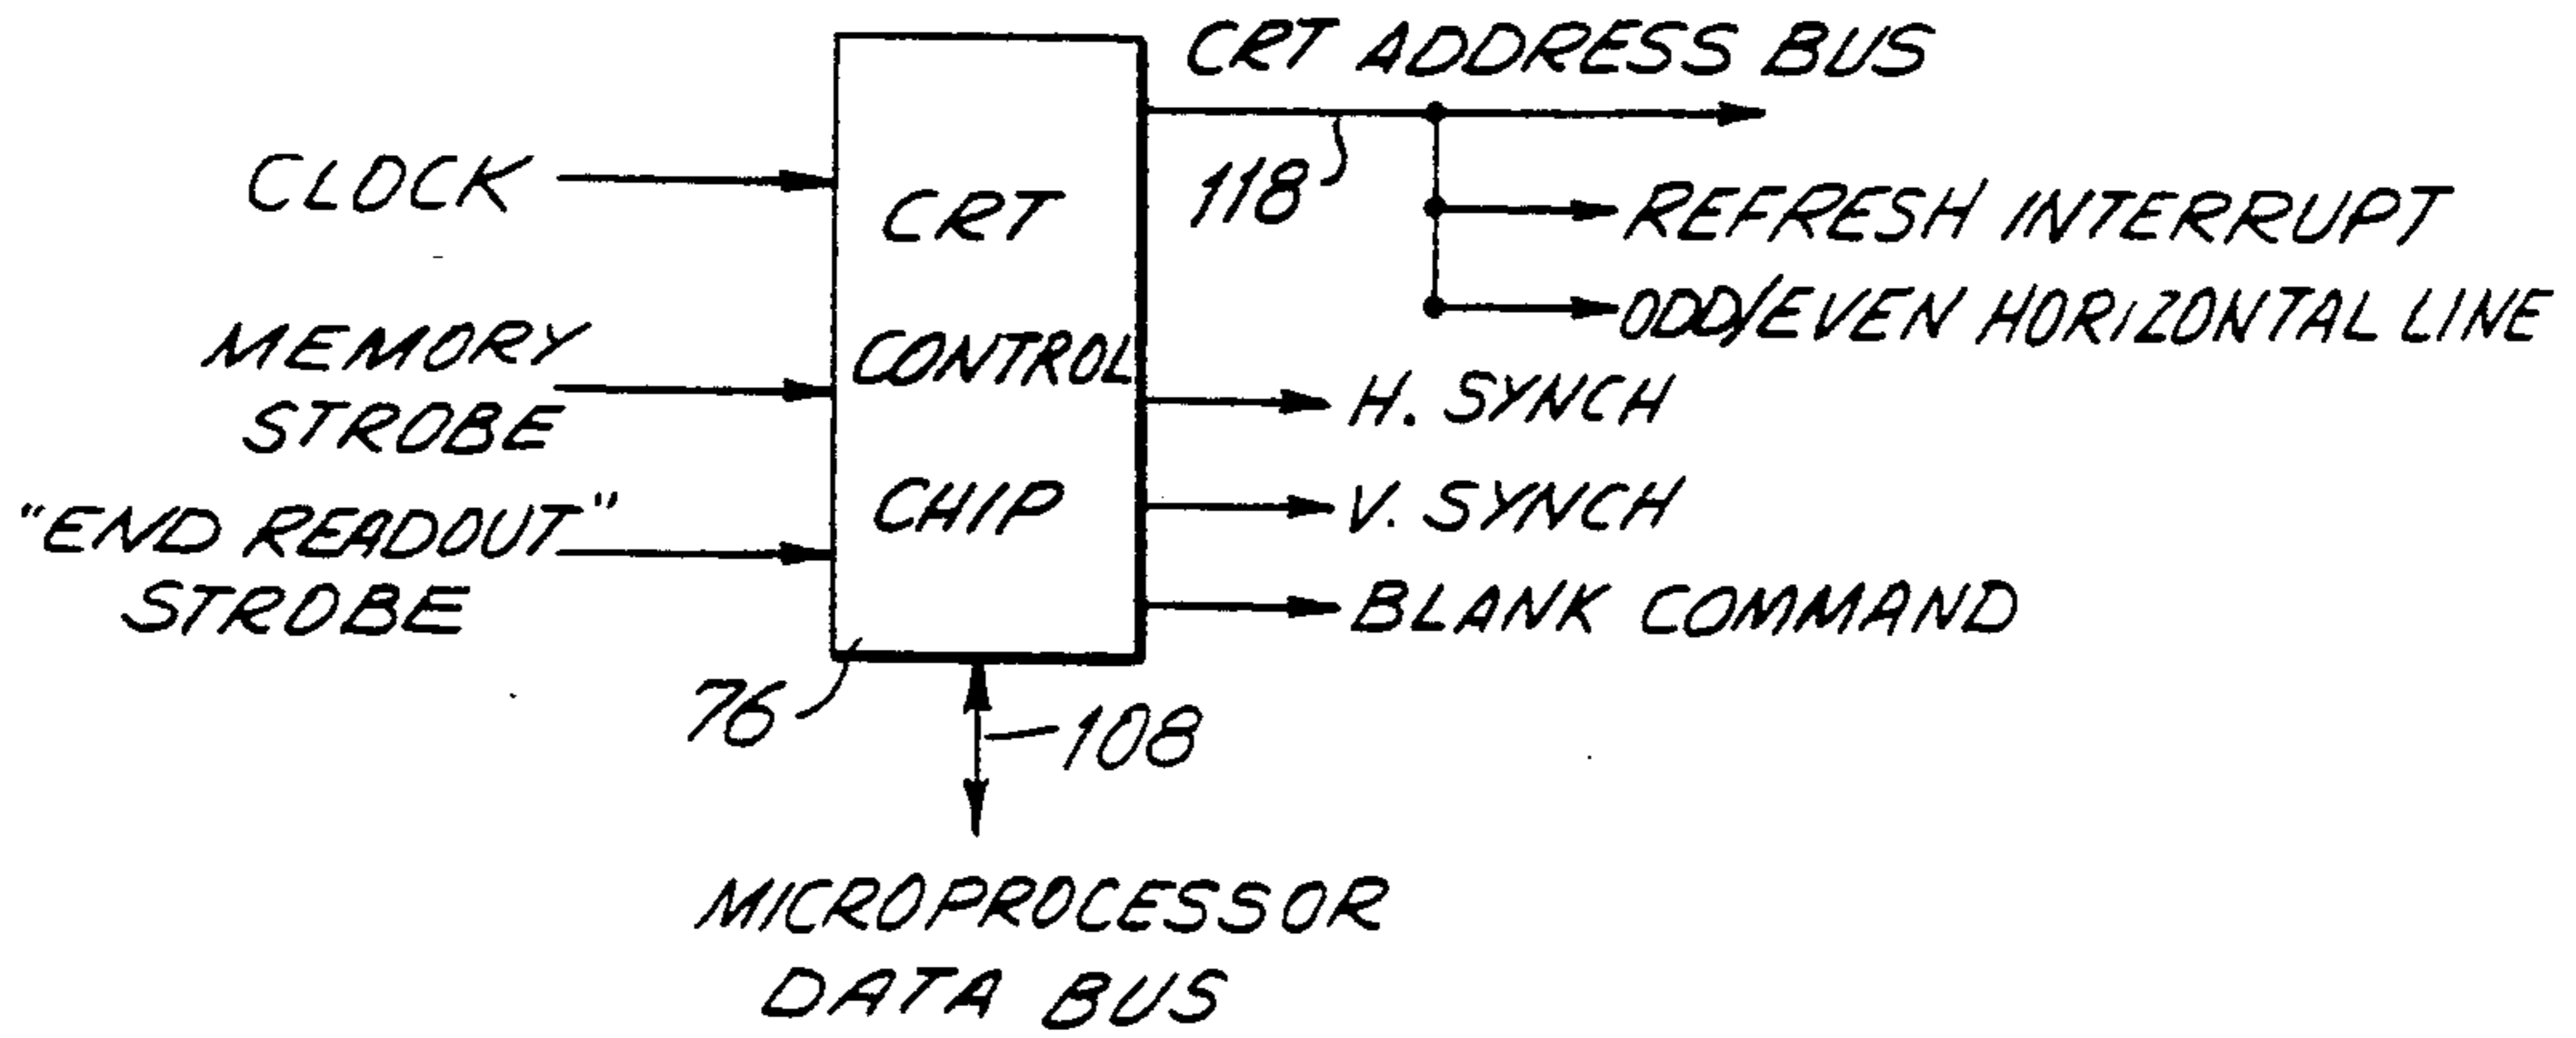 CRT ADDRESS BUS
118
REFRESH INTERRUPT
ODD/EVEN HORIZONTAL LINE
CLOCK
MEMORY
STROBE
"END READOUT"
STROBE
CRT
CONTROL
CHIP
H. SYNCH
V. SYNCH
BLANK COMMAND
76
108
MICROPROCESSOR
DATA BUS